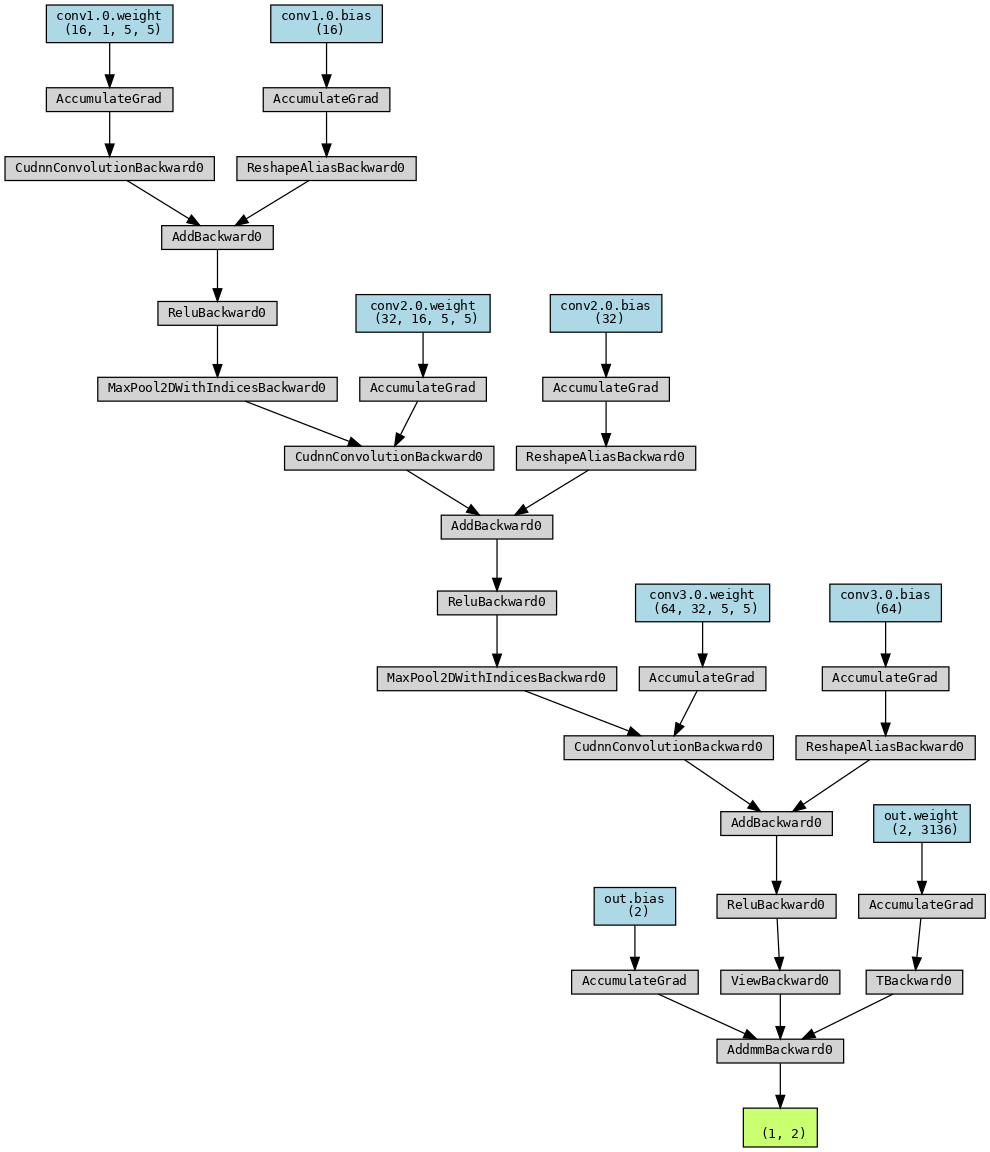 conv1.0.weight
(16, 1, 5, 5)
conv1.0.bias
(16)
AccumulateGrad
AccumulateGrad
CudnnConvolutionBackward0
ReshapeAliasBackward0
AddBackward0
ReluBackward0
conv2.0.weight
(32, 16, 5, 5)
conv2.0.bias
(32)
MaxPool2DWithIndicesBackward0
AccumulateGrad
AccumulateGrad
CudnnConvolutionBackward0
ReshapeAliasBackward0
AddBackward0
ReluBackward0
conv3.0.weight
(64, 32, 5, 5)
conv3.0.bias
(64)
MaxPool2DWithIndicesBackward0
AccumulateGrad
AccumulateGrad
CudnnConvolutionBackward0
ReshapeAliasBackward0
AddBackward0
out.weight
(2, 3136)
out.bias
(2)
ReluBackward0
AccumulateGrad
AccumulateGrad
ViewBackward0
TBackward0
AddmmBackward0
(1, 2)